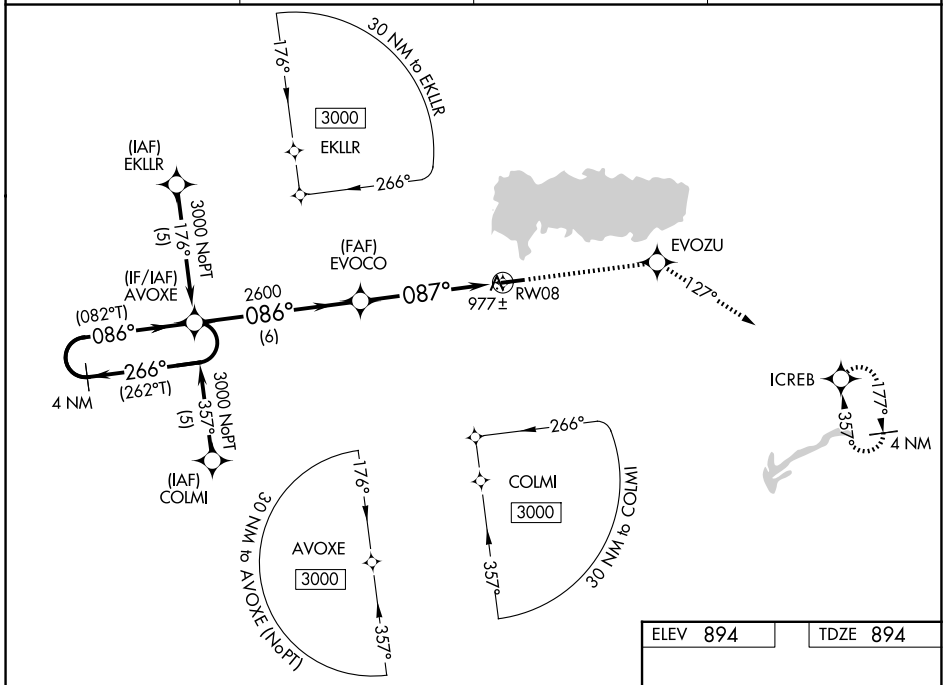 30 NM to EKLLR
176°
3000
EKLLR
266°
(IAF)
EKLLR
3000 NoPT
176°
(5)
(IF/IAF)
AVOXE
(082°T)
086°
266°
(262°T)
4 NM
3000 NoPT
357°
(5)
(IAF)
COLMI
2600
086°
(6)
(FAF)
EVOCO
087°
977±
RW08
EVOZU
127°
ICREB
177°
357°
4 NM
30 NM to AVOXE (NoPT)
176°
AVOXE
3000
357°
266°
COLMI
3000
357°
30 NM to COLMI
ELEV 894
TDZE 894